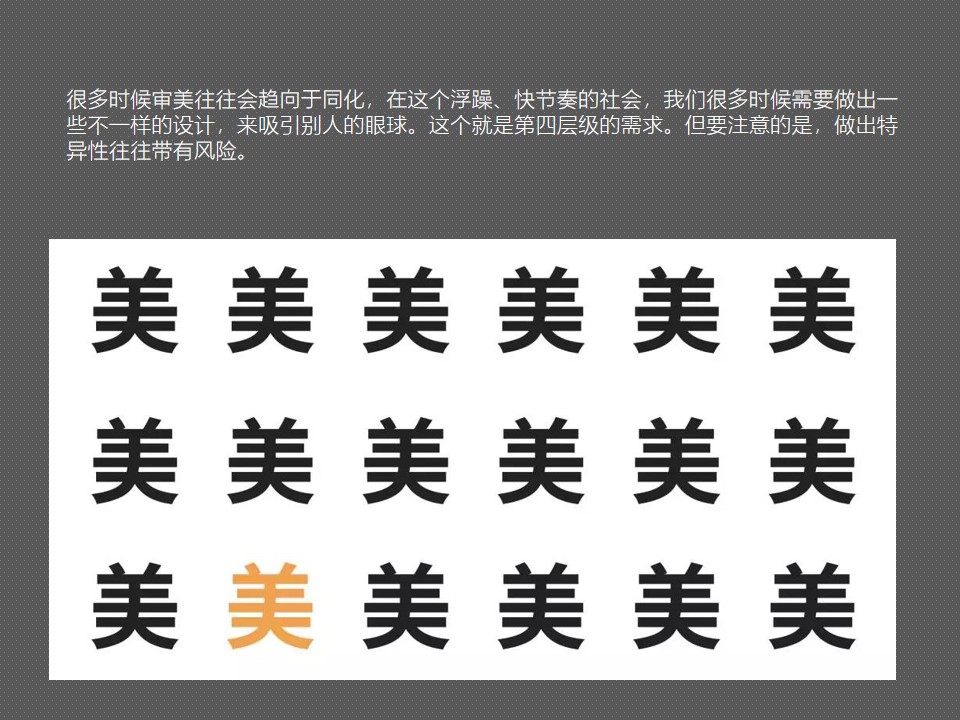 很多时候审美往往会趋向于同化，在这个浮躁、快节奏的社会，我们很多时候需要做出一
些不一样的设计，来吸引别人的眼球。这个就是第四层级的需求。但要注意的是，做出特
异性往往带有风险。
美 美 美 美 美 美
美 美 美 美 美 美
美 美 美 美 美 美